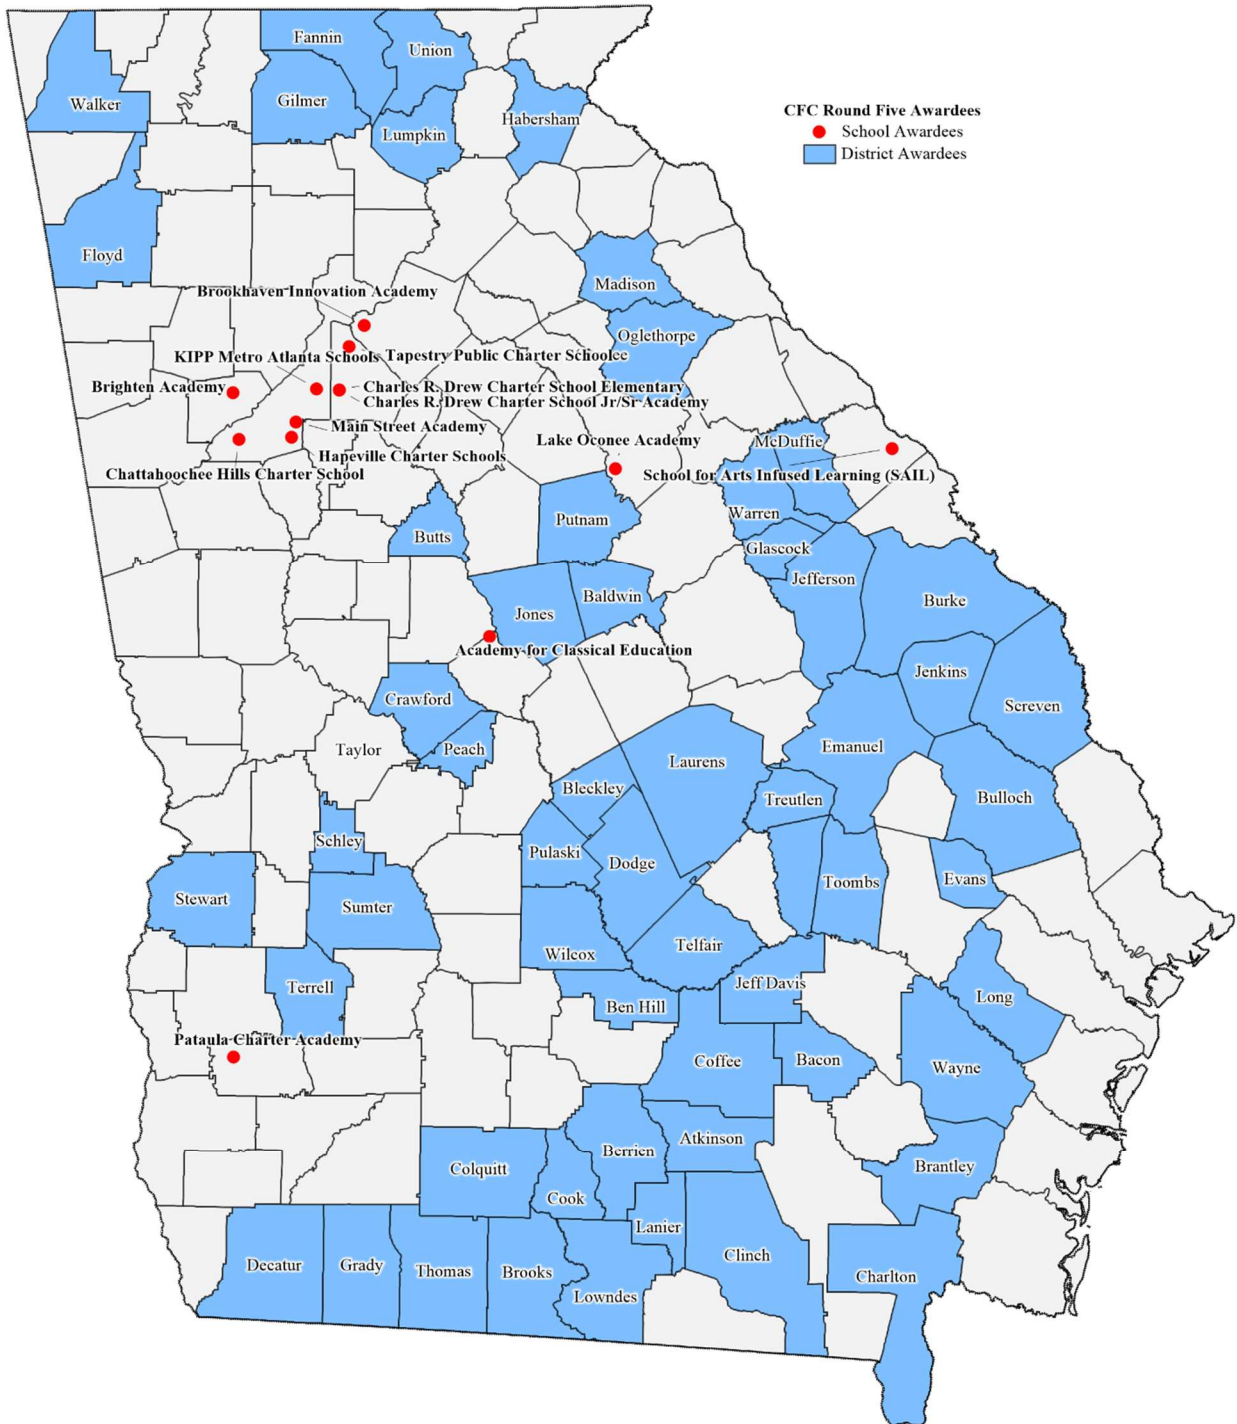 Fannin
Union
CFC Round Five Awardees
School Awardees
District Awardees
Walker
Gilmer
Lumpkin
Habersham
Floyd
Madison
Brookhaven Innovation Academy
Oglethorpe
KIPP Metro Atlanta Schools
Tapestry Public Charter School
Brighten Academy
Charles R. Drew Charter School Elementary
Charles R. Drew Charter School Jr/Sr Academy
Main Street Academy
Lake Oconee Academy
McDuffie
Hapeville Charter Schools
Chattahoochee Hills Charter School
School for Arts Infused Learning (SAIL)
Butts
Putnam
Warren
Glascock
Jefferson
Jones
Baldwin
Burke
Academy for Classical Education
Jenkins
Crawford
Screven
Taylor
Peach
Laurens
Emanuel
Bleckley
Treutlen
Bulloch
Schley
Pulaski
Dodge
Toombs
Evans
Stewart
Sumter
Telfair
Wilcox
Terrell
Ben Hill
Jeff Davis
Long
Pataula Charter Academy
Coffee
Bacon
Wayne
Atkinson
Berrien
Brantley
Colquitt
Cook
Lanier
Clinch
Decatur
Grady
Thomas
Brooks
Lowndes
Charlton